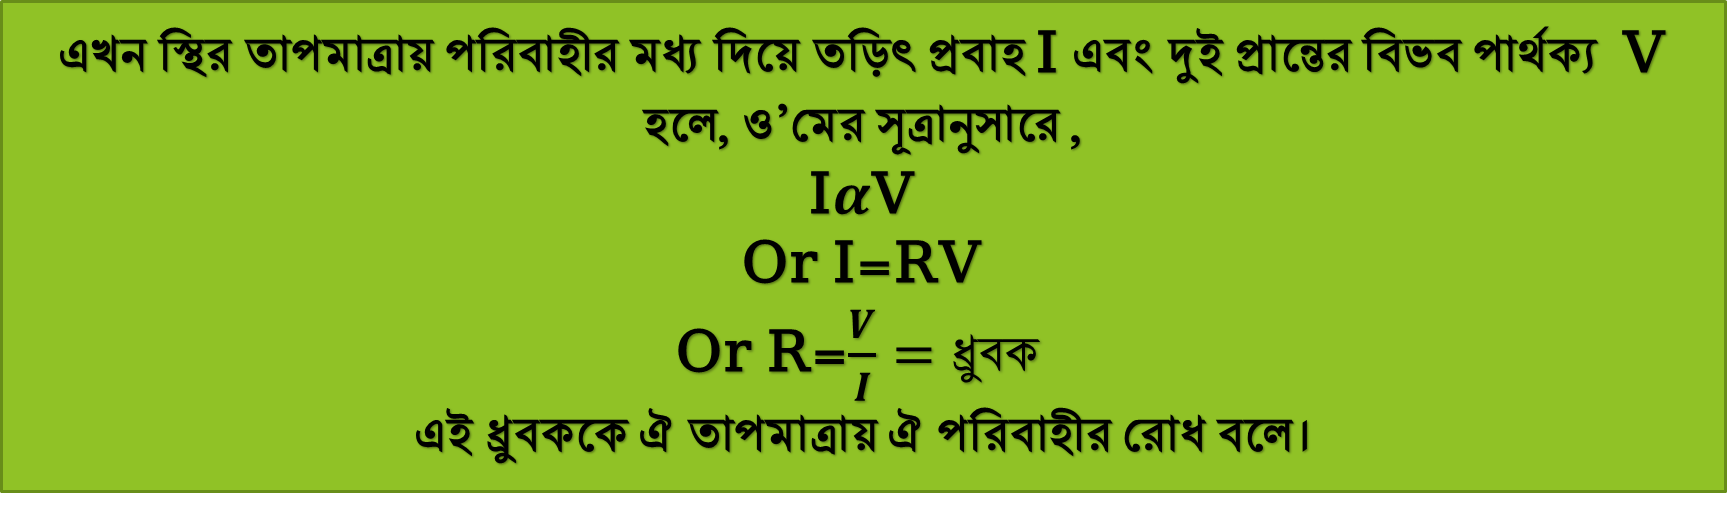 এখন স্থির তাপমাত্রায় পরিবাহীর মধ্য দিয়ে তড়িৎ প্রবাহ I এবং দুই প্রান্তের বিভব পার্থক্য V
হলে, ও’মের সূত্রানুসারে ,
I𝜶V
Or I=RV
Or R=V/I = ধ্রুবক
এই ধ্রুবককে ঐ তাপমাত্রায় ঐ পরিবাহীর রোধ বলে।